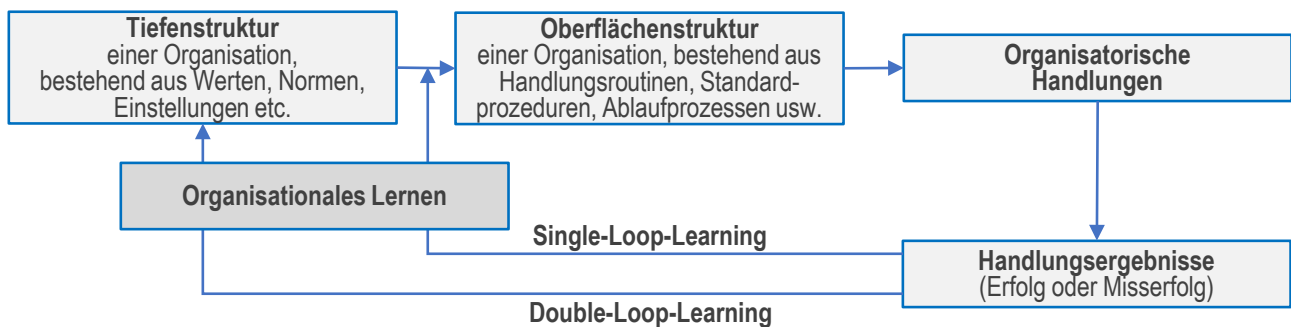 Tiefenstruktur
einer Organisation,
bestehend aus Werten, Normen,
Einstellungen etc.
Oberflächenstruktur
einer Organisation, bestehend aus
Handlungsroutinen, Standard-
prozeduren, Ablaufprozessen usw.
Organisatorische
Handlungen
Organisationales Lernen
Single-Loop-Learning
Handlungsergebnisse
(Erfolg oder Misserfolg)
Double-Loop-Learning